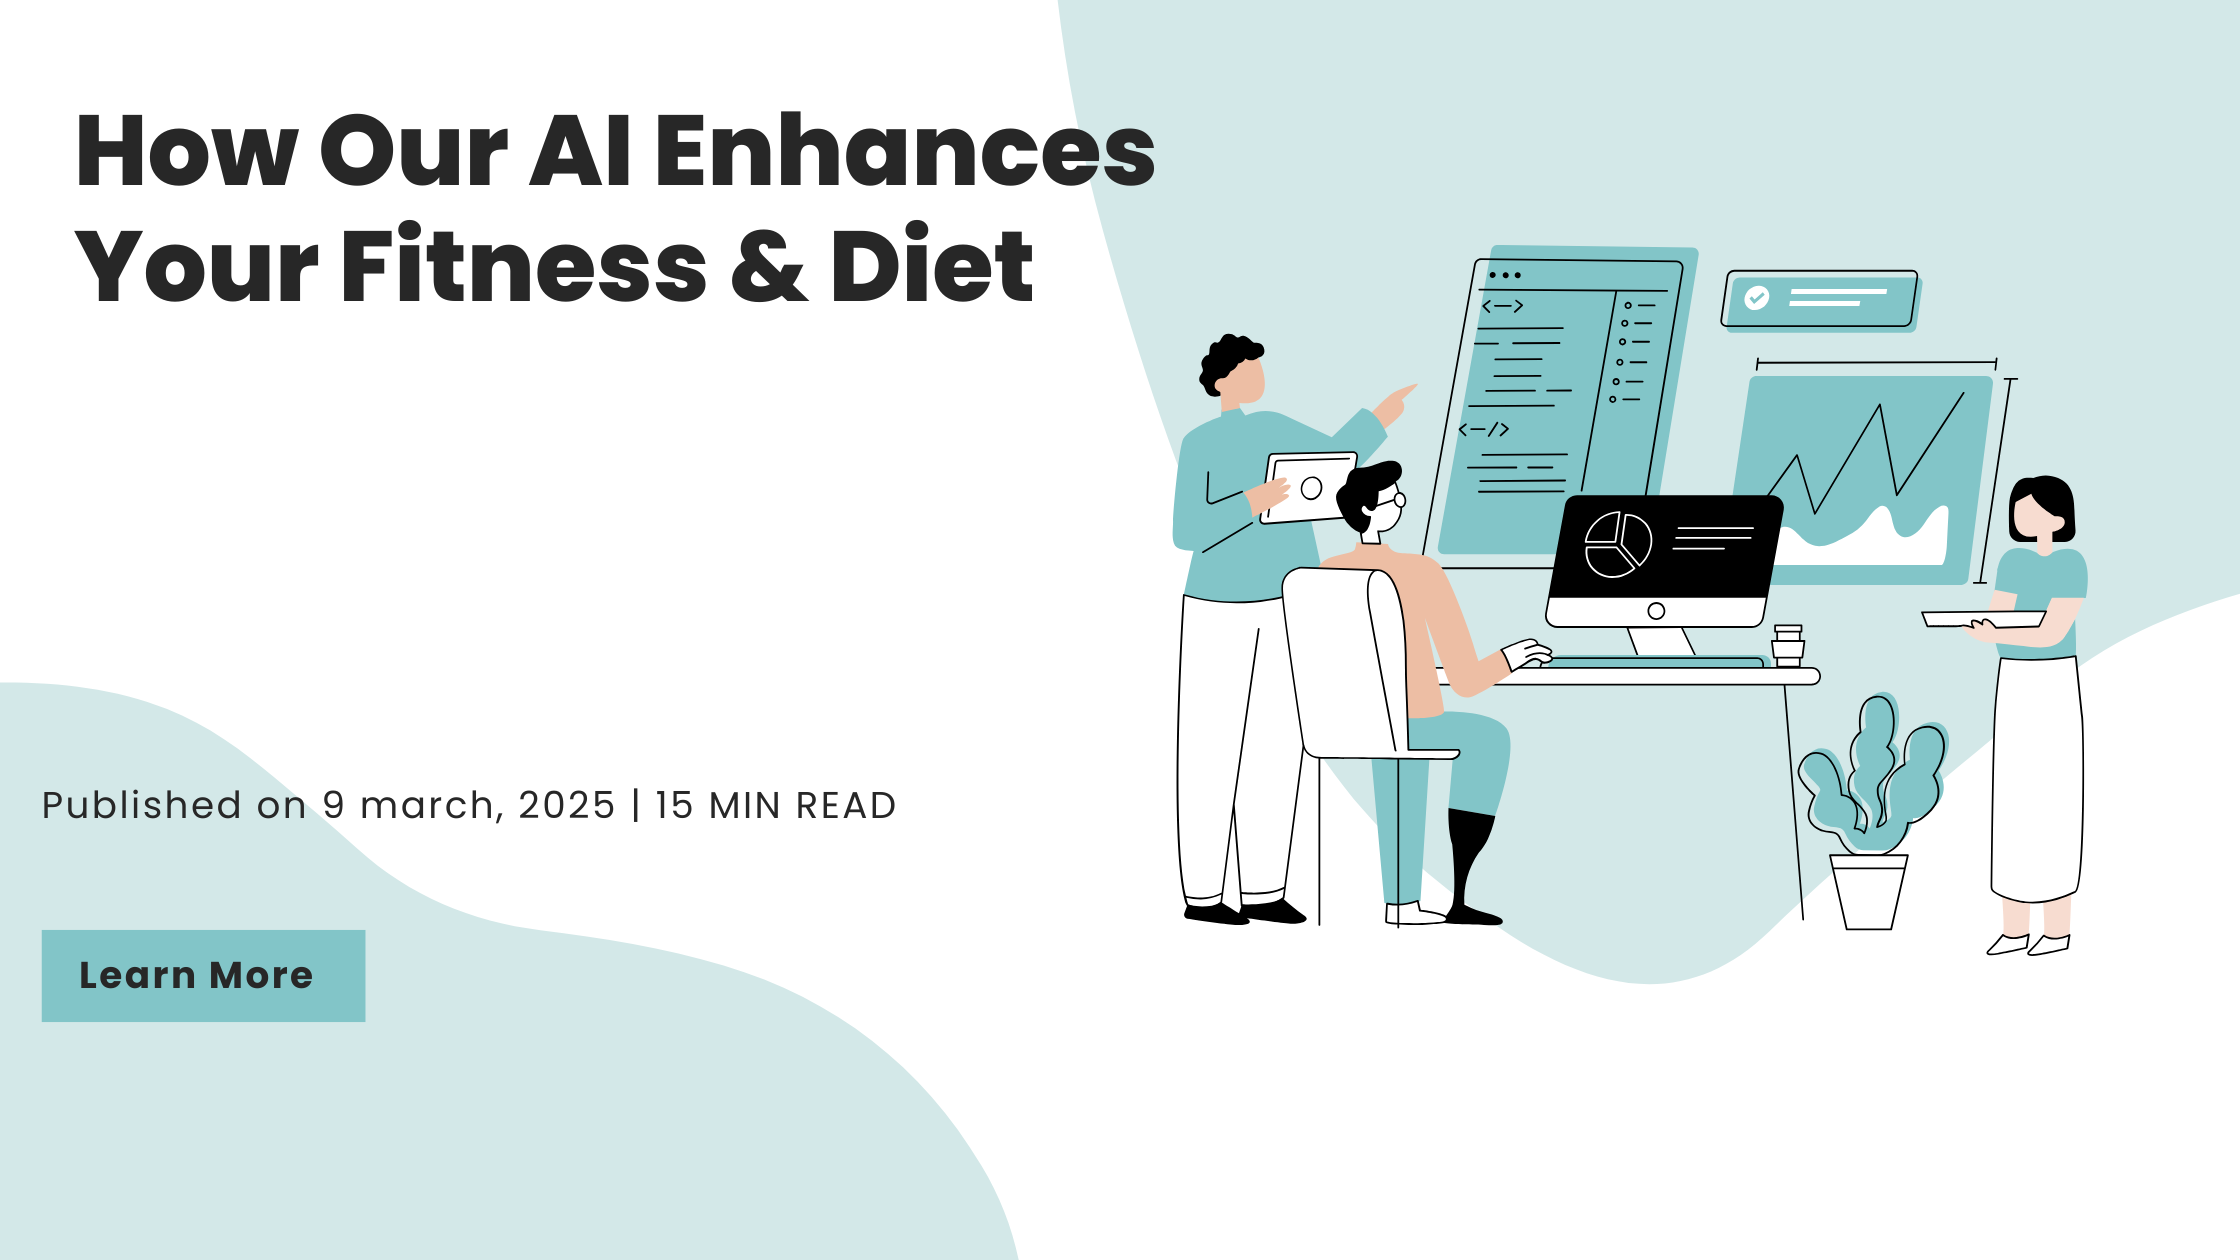 How Our AI Enhances
Your Fitness & Diet
Published on 9 march, 2025 | 15 MIN READ
Learn More